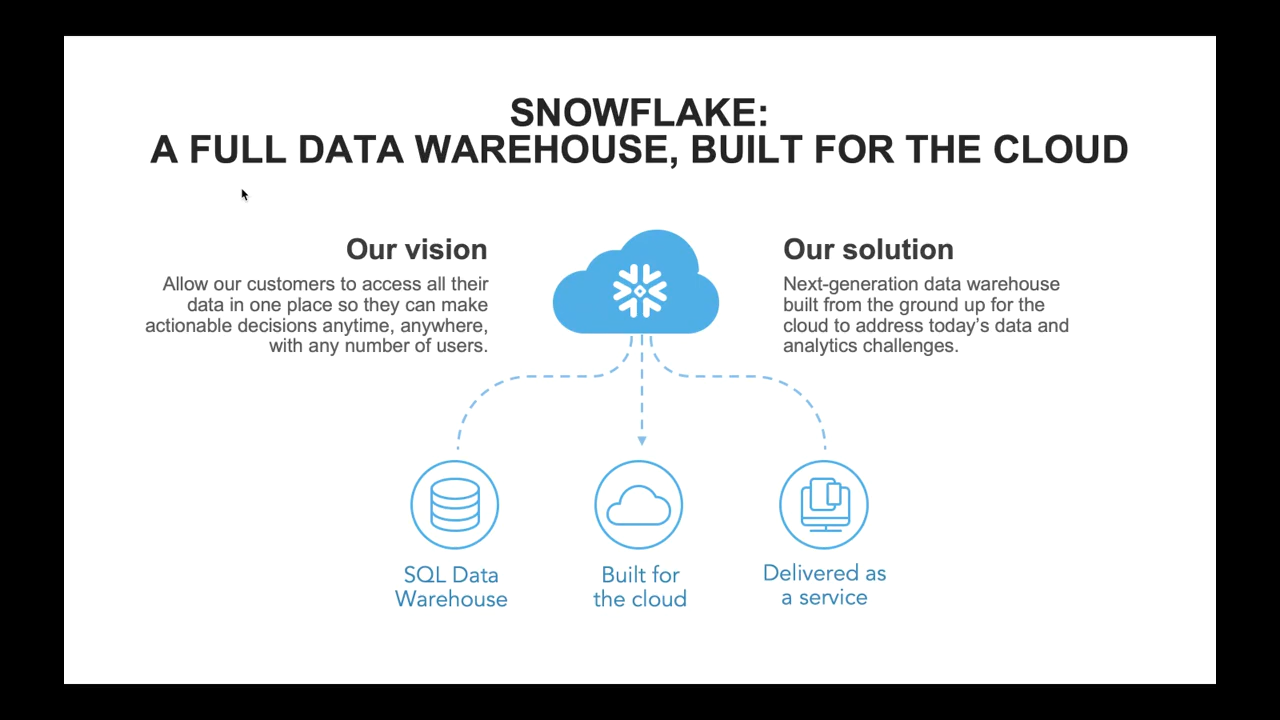 SNOWFLAKE:
A FULL DATA WAREHOUSE, BUILT FOR THE CLOUD
Our vision
Allow our customers to access all their
data in one place so they can make
actionable decisions anytime, anywhere,
with any number of users.
Our solution
Next-generation data warehouse
built from the ground up for the
cloud to address today’s data and
analytics challenges.
SQL Data
Warehouse
Built for
the cloud
Delivered as
a service